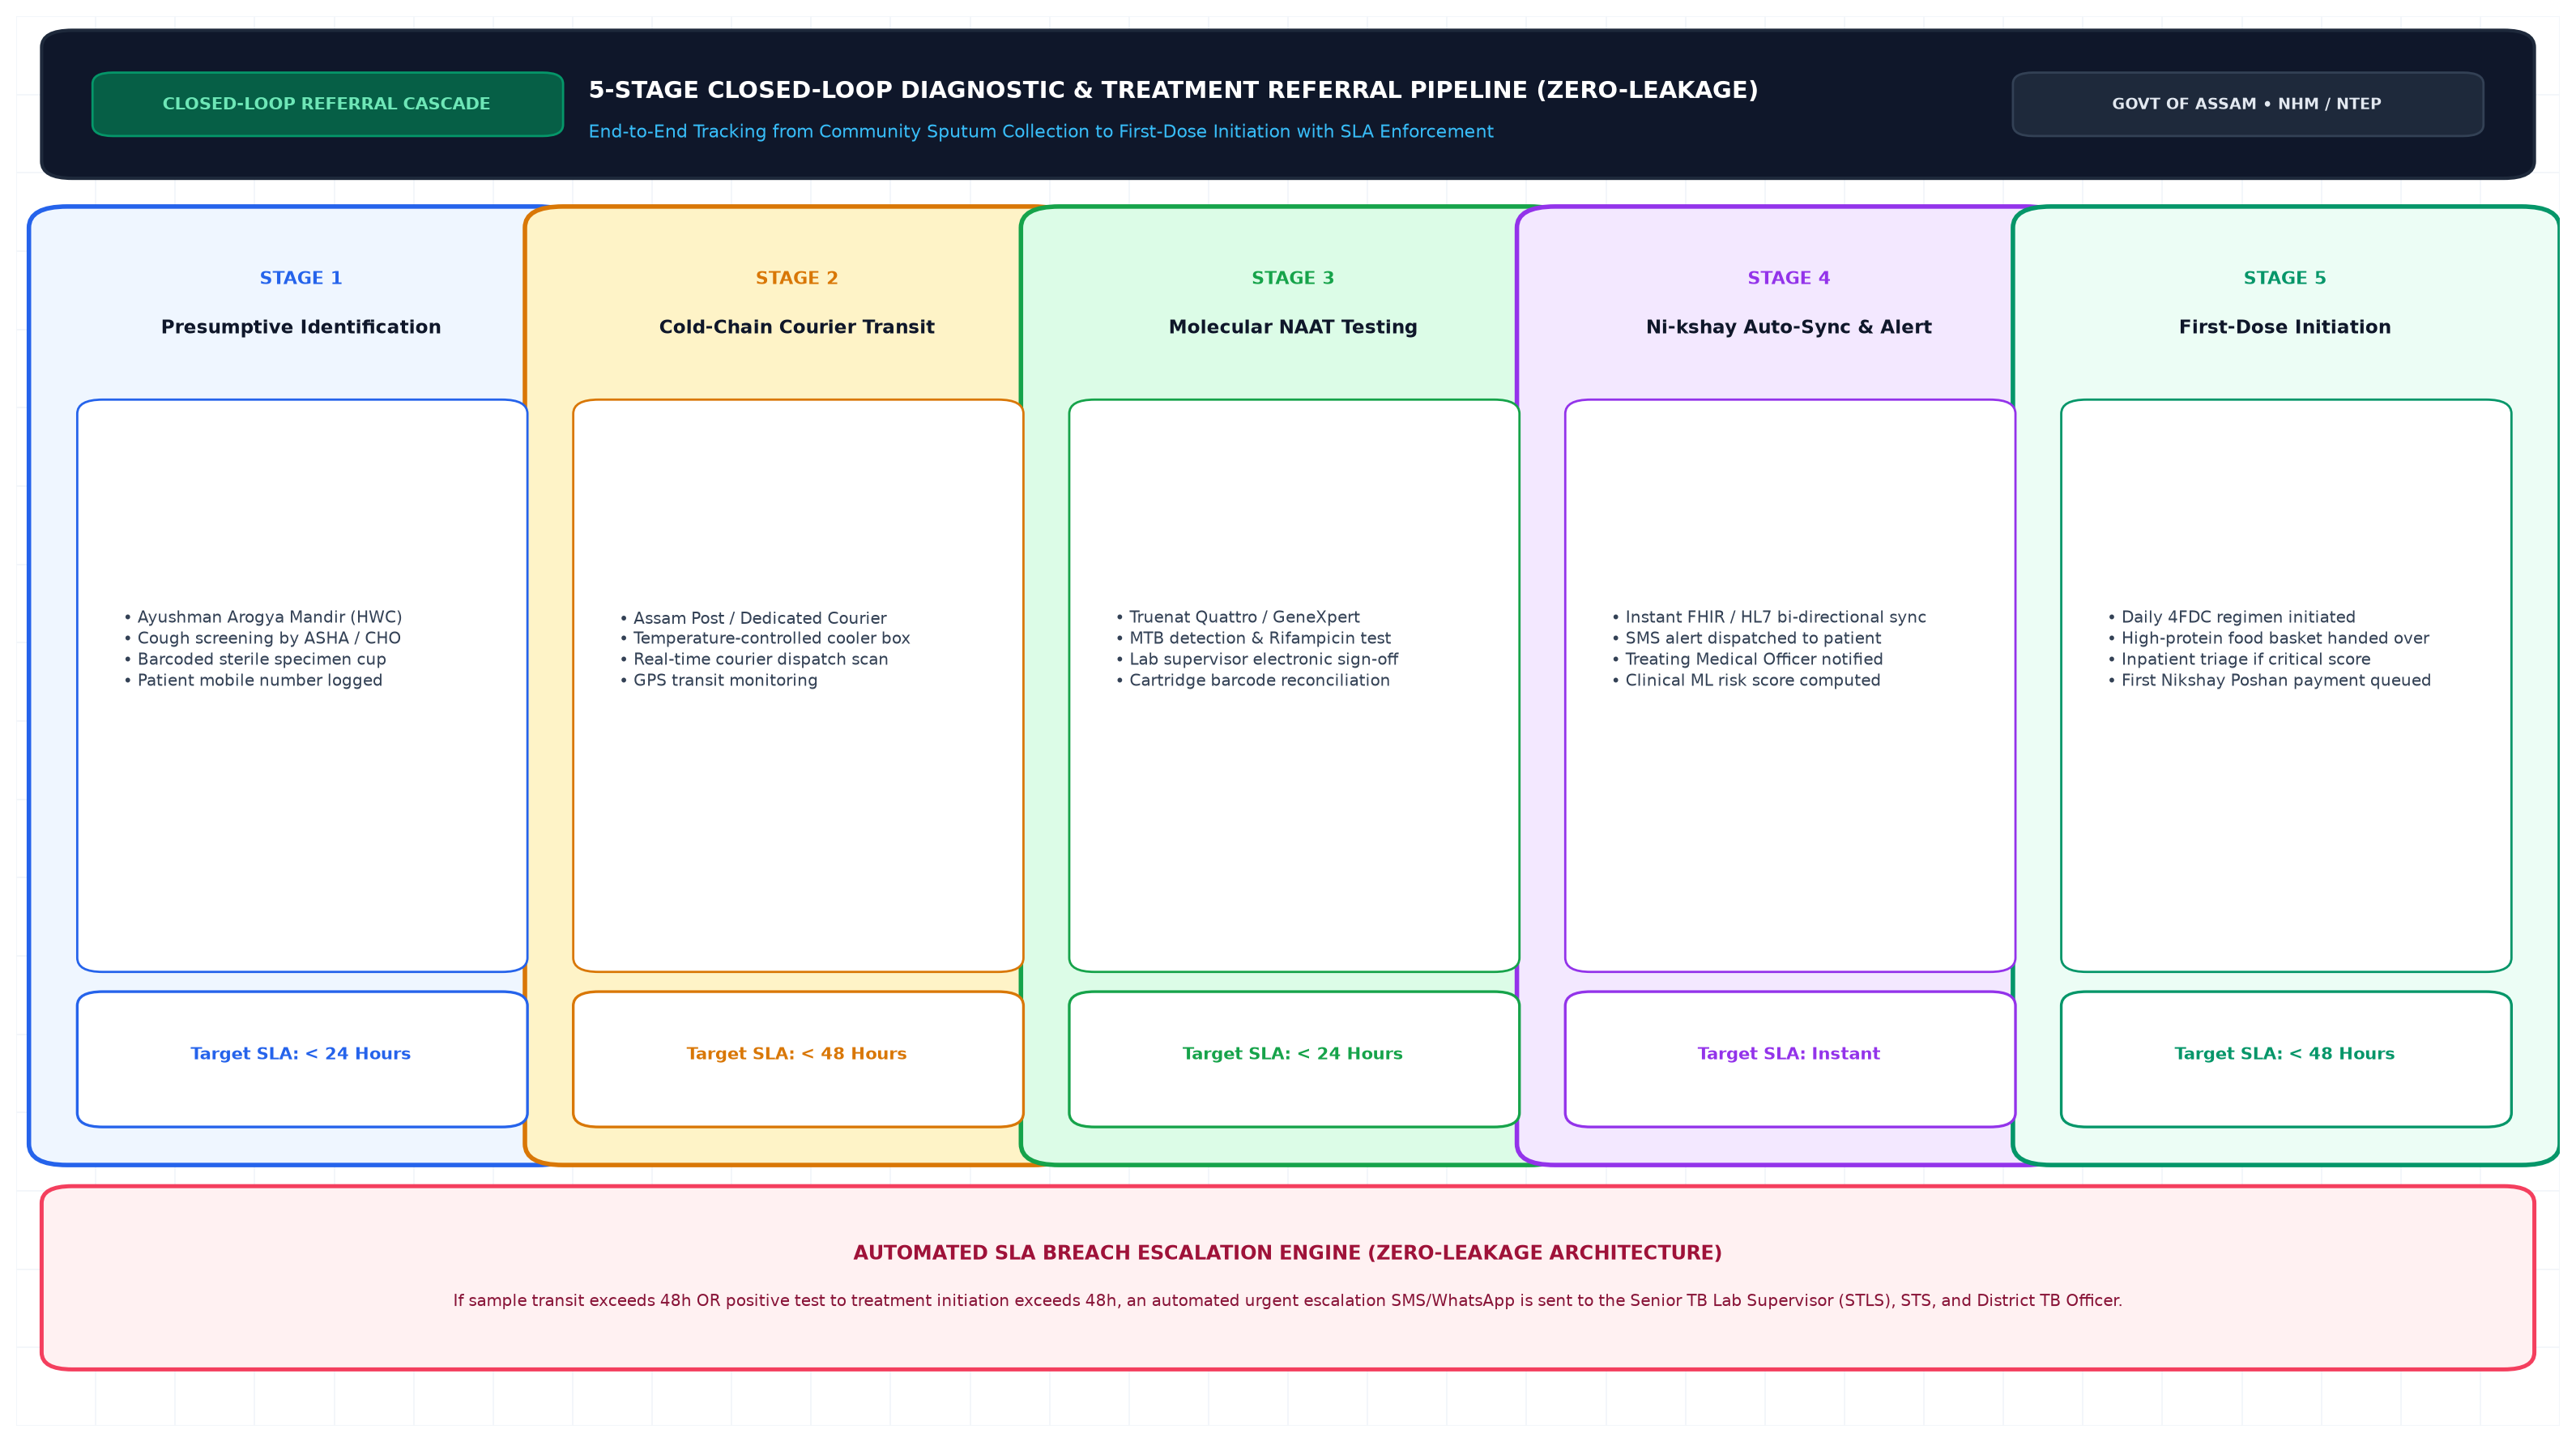 CLOSED-LOOP REFERRAL CASCADE
5-STAGE CLOSED-LOOP DIAGNOSTIC & TREATMENT REFERRAL PIPELINE (ZERO-LEAKAGE)
End-to-End Tracking from Community Sputum Collection to First-Dose Initiation with SLA Enforcement
GOVT OF ASSAM • NHM / NTEP
STAGE 1
Presumptive Identification
• Ayushman Arogya Mandir (HWC)
• Cough screening by ASHA / CHO
• Barcoded sterile specimen cup
• Patient mobile number logged
Target SLA: < 24 Hours
STAGE 2
Cold-Chain Courier Transit
• Assam Post / Dedicated Courier
• Temperature-controlled cooler box
• Real-time courier dispatch scan
• GPS transit monitoring
Target SLA: < 48 Hours
STAGE 3
Molecular NAAT Testing
• Truenat Quattro / GeneXpert
• MTB detection & Rifampicin test
• Lab supervisor electronic sign-off
• Cartridge barcode reconciliation
Target SLA: < 24 Hours
STAGE 4
Ni-kshay Auto-Sync & Alert
• Instant FHIR / HL7 bi-directional sync
• SMS alert dispatched to patient
• Treating Medical Officer notified
• Clinical ML risk score computed
Target SLA: Instant
STAGE 5
First-Dose Initiation
• Daily 4FDC regimen initiated
• High-protein food basket handed over
• Inpatient triage if critical score
• First Nikshay Poshan payment queued
Target SLA: < 48 Hours
AUTOMATED SLA BREACH ESCALATION ENGINE (ZERO-LEAKAGE ARCHITECTURE)
If sample transit exceeds 48h OR positive test to treatment initiation exceeds 48h, an automated urgent escalation SMS/WhatsApp is sent to the Senior TB Lab Supervisor (STLS), STS, and District TB Officer.